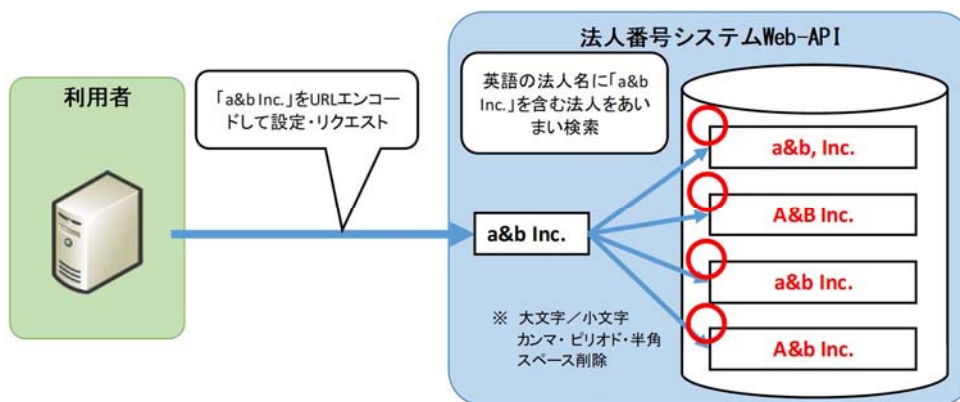 法人番号システムWeb-API
利用者
「a&b Inc.」をURLエンコー
ドして設定・リクエスト
英語の法人名に「a&b
Inc.」を含む法人をあい
まい検索
a&b Inc.
a&b, Inc.
A&B Inc.
a&b Inc.
A&b Inc.
※ 大文字／小文字
カンマ・ピリオド・半角
スペース削除